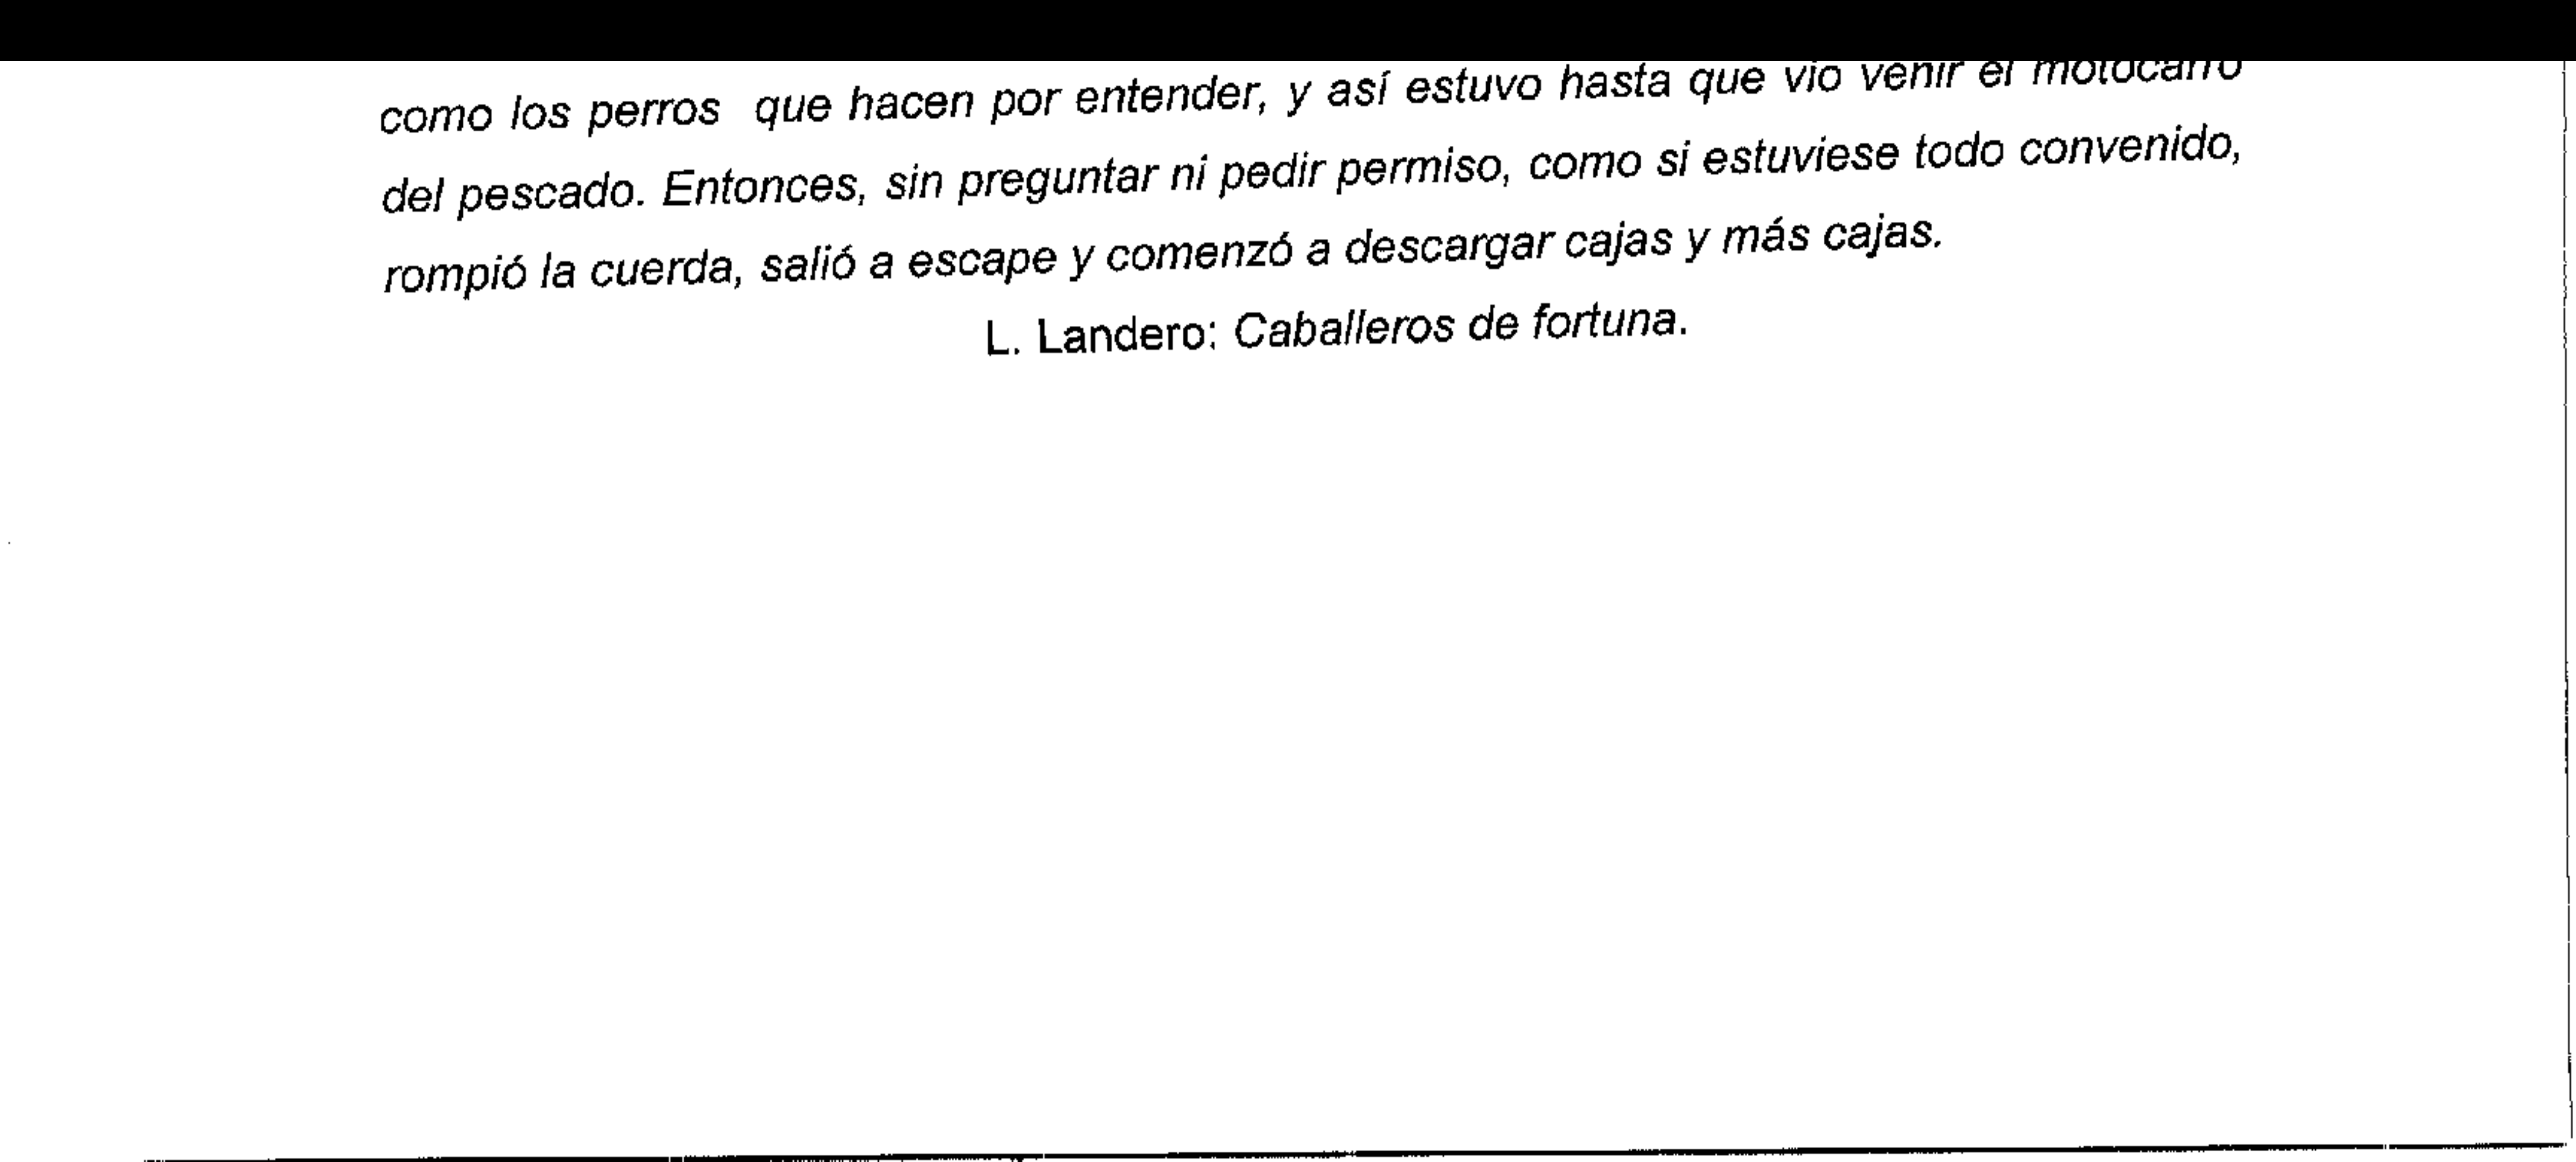 como los perros que hacen por entender, y así estuvo hasta que vio venir el motocarro
del pescado. Entonces, sin preguntar ni pedir permiso, como si estuviese todo convenido,
rompió la cuerda, salió a escape y comenzó a descargar cajas y más cajas.
L. Landero: Caballeros de fortuna.